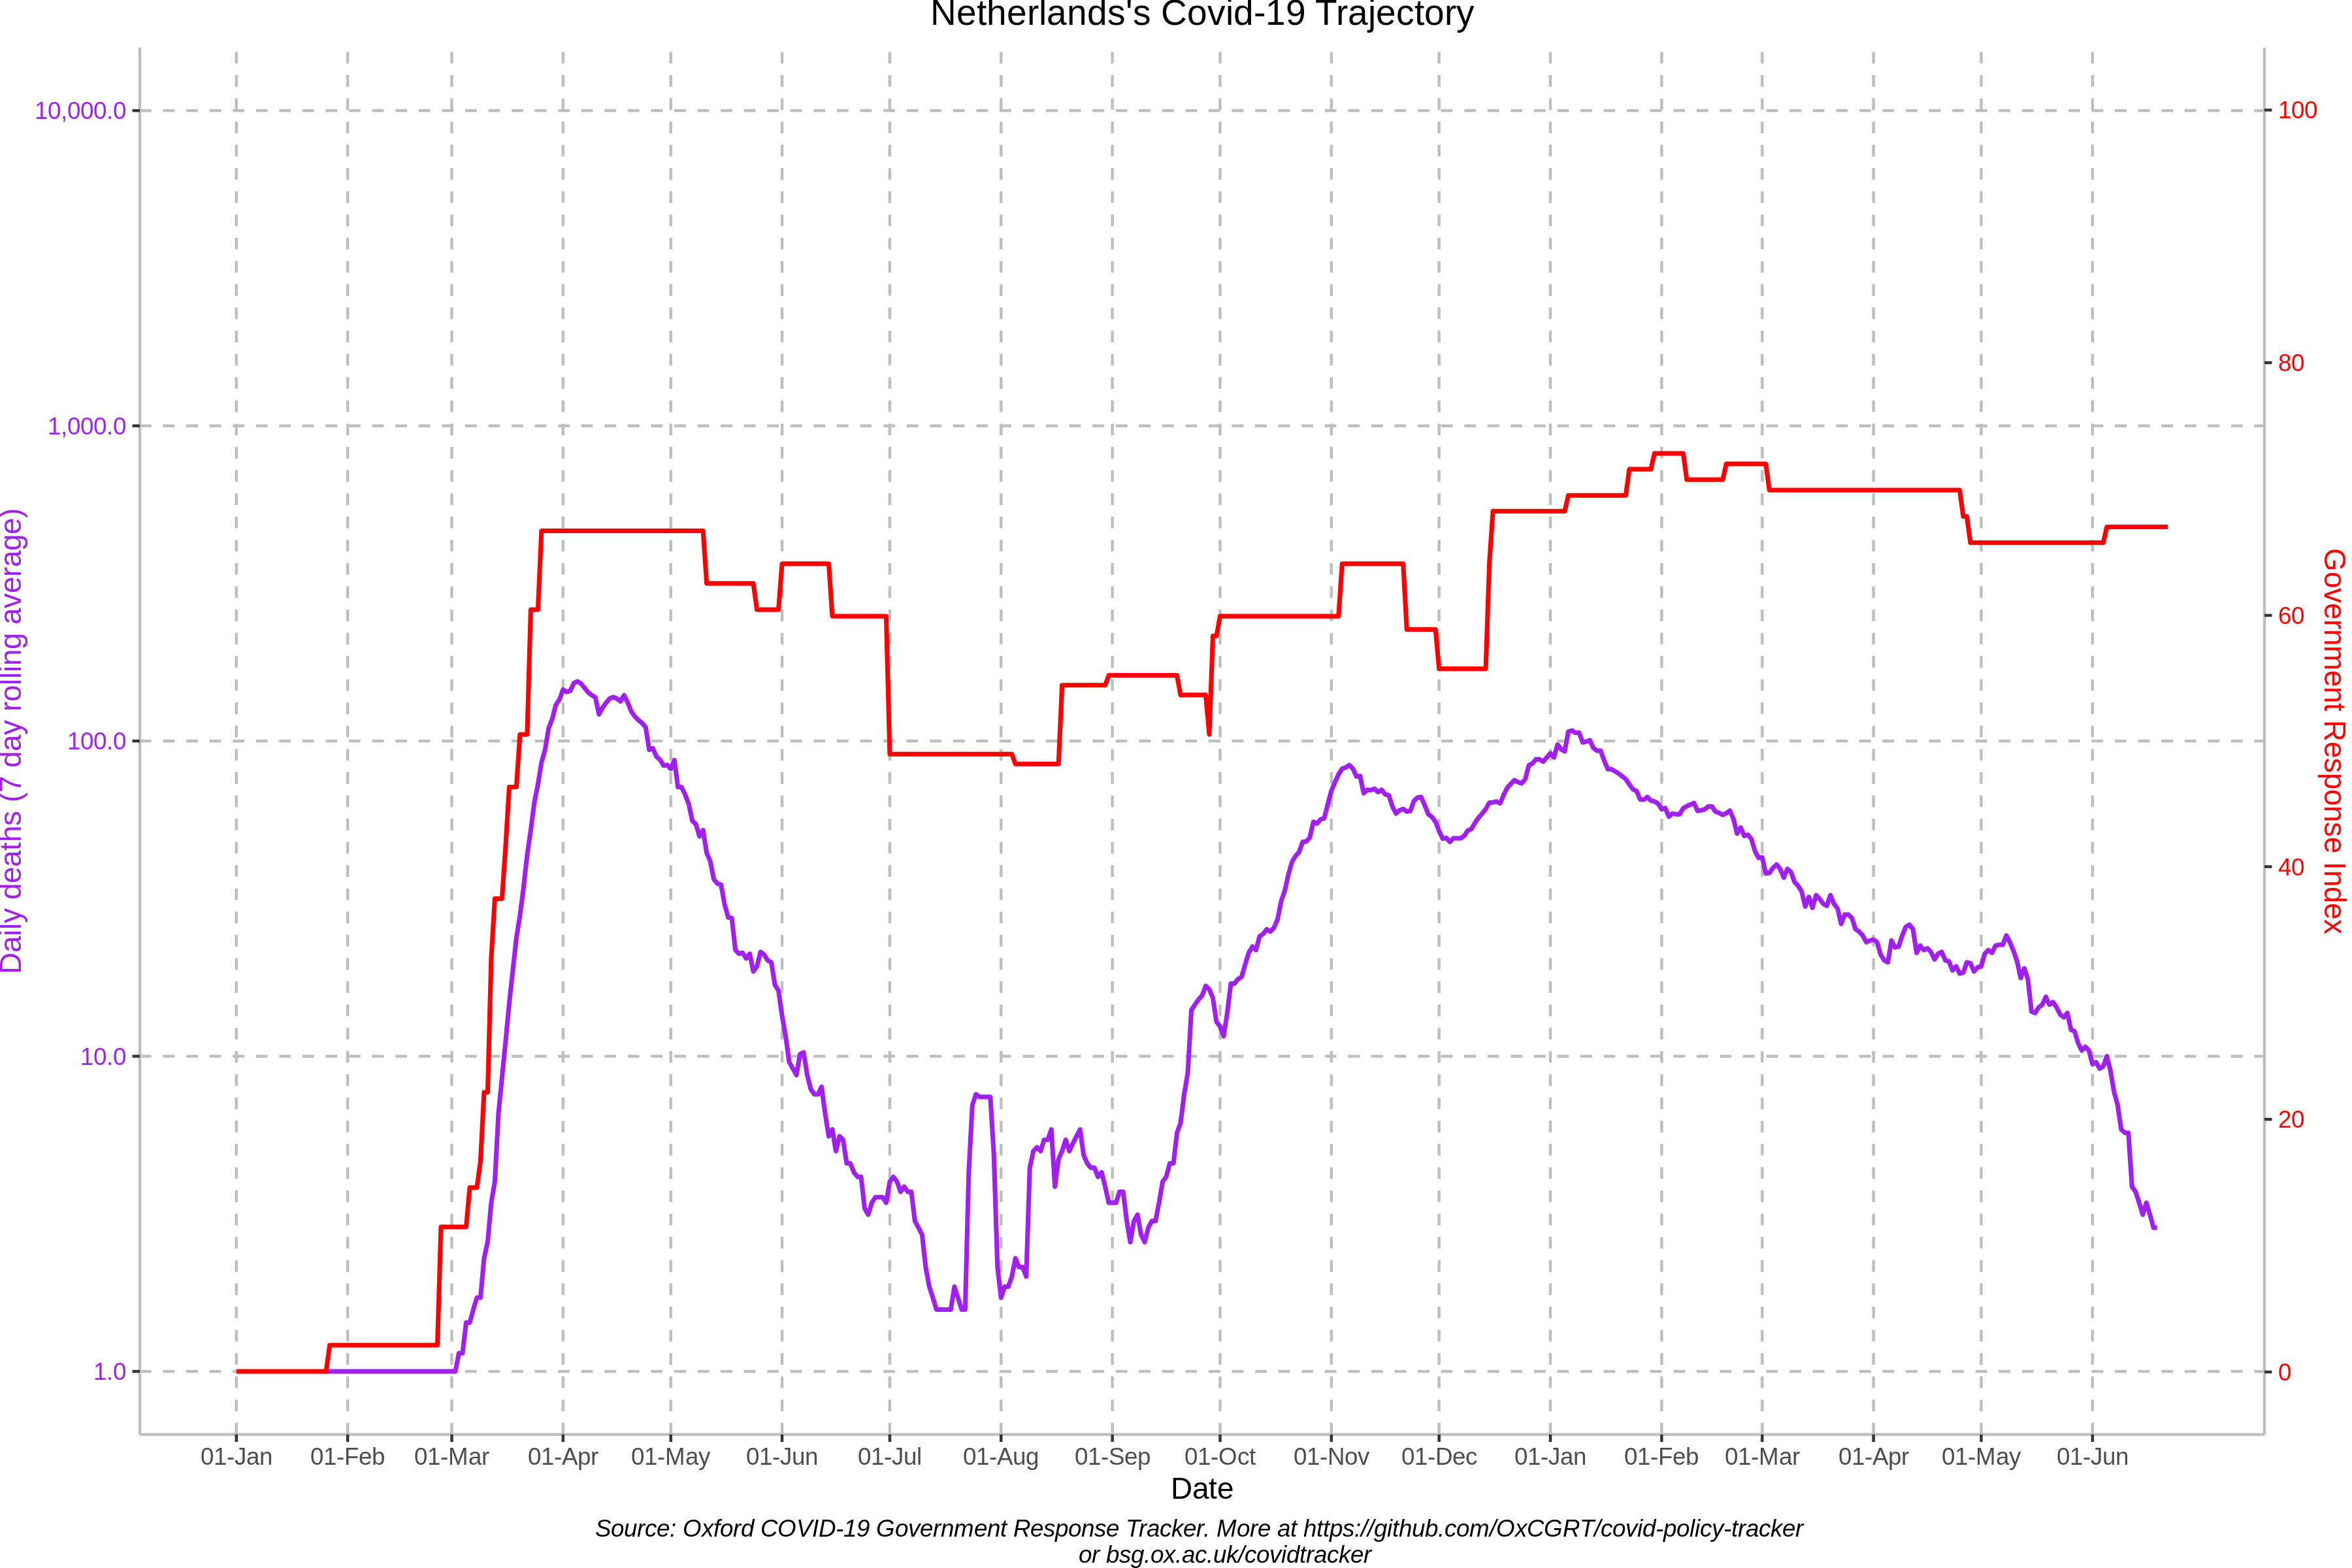 Netherlands's Covid-19 Trajectory
10,000.0
1,000.0
100.0
10.0
1.0
Daily deaths (7 day rolling average)
100
80
60
40
20
0
Government Response Index
01-Jan 01-Feb 01-Mar 01-Apr 01-May 01-Jun 01-Jul 01-Aug 01-Sep 01-Oct 01-Nov 01-Dec 01-Jan 01-Feb 01-Mar 01-Apr 01-May 01-Jun
Date
Source: Oxford COVID-19 Government Response Tracker. More at https://github.com/OxCGRT/covid-policy-tracker
or bsg.ox.ac.uk/covidtracker